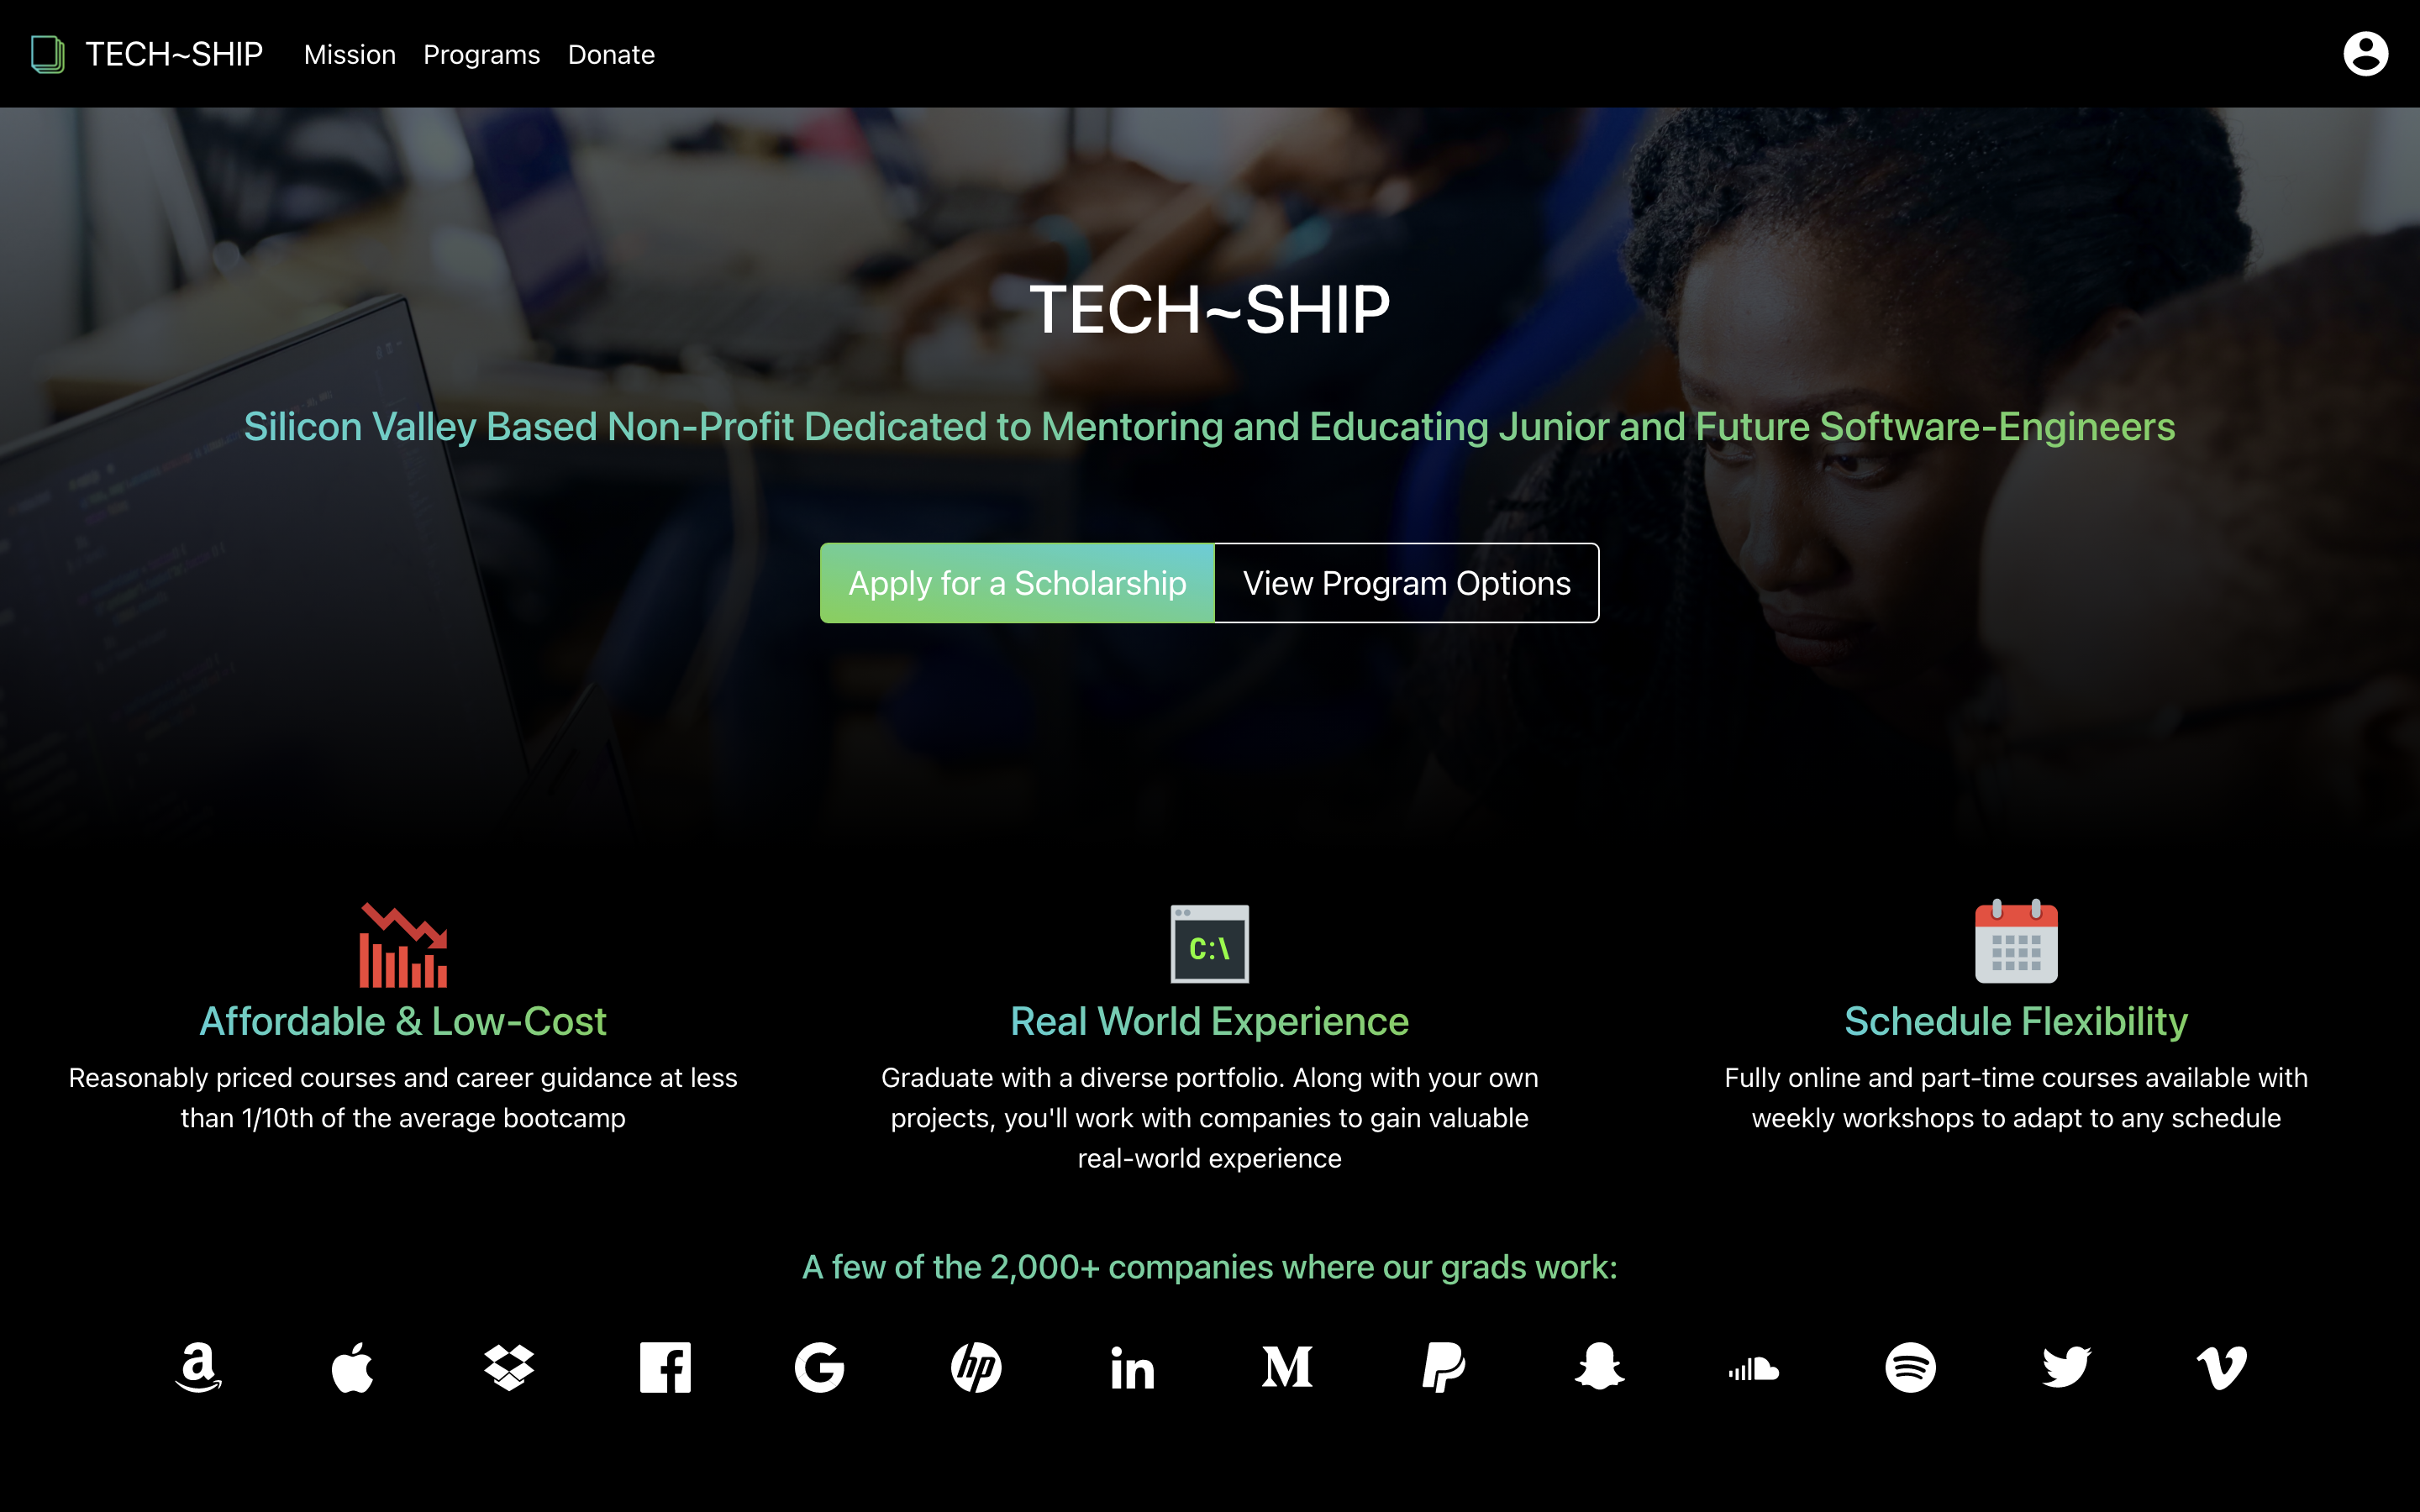 TECH~SHIP Mission Programs Donate
TECH~SHIP
Silicon Valley Based Non-Profit Dedicated to Mentoring and Educating Junior and Future Software-Engineers
Apply for a Scholarship View Program Options
C:\
Affordable & Low-Cost
Reasonably priced courses and career guidance at less
than 1/10th of the average bootcamp
Real World Experience
Graduate with a diverse portfolio. Along with your own
projects, you'll work with companies to gain valuable
real-world experience
Schedule Flexibility
Fully online and part-time courses available with
weekly workshops to adapt to any schedule
A few of the 2,000+ companies where our grads work:
a G hp in M